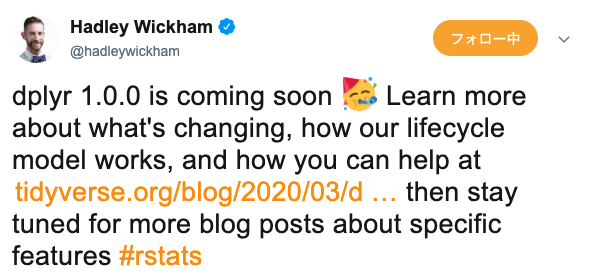 Hadley Wickham
@hadleywickham
フォロー中
dplyr 1.0.0 is coming soon 🥳 Learn more
about what's changing, how our lifecycle
model works, and how you can help at
tidyverse.org/blog/2020/03/d … then stay
tuned for more blog posts about specific
features #rstats